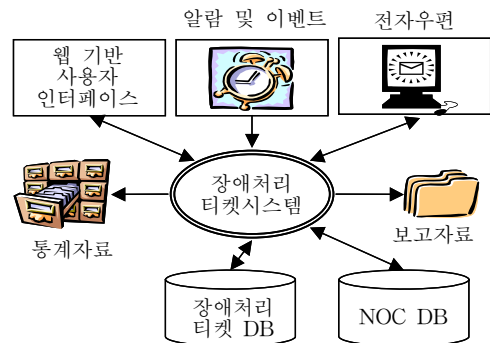 알람 및 이벤트
전자우편
웹 기반
사용자
인터페이스
장애처리
티켓시스템
통계자료
보고자료
장애처리
티켓 DB
NOC DB